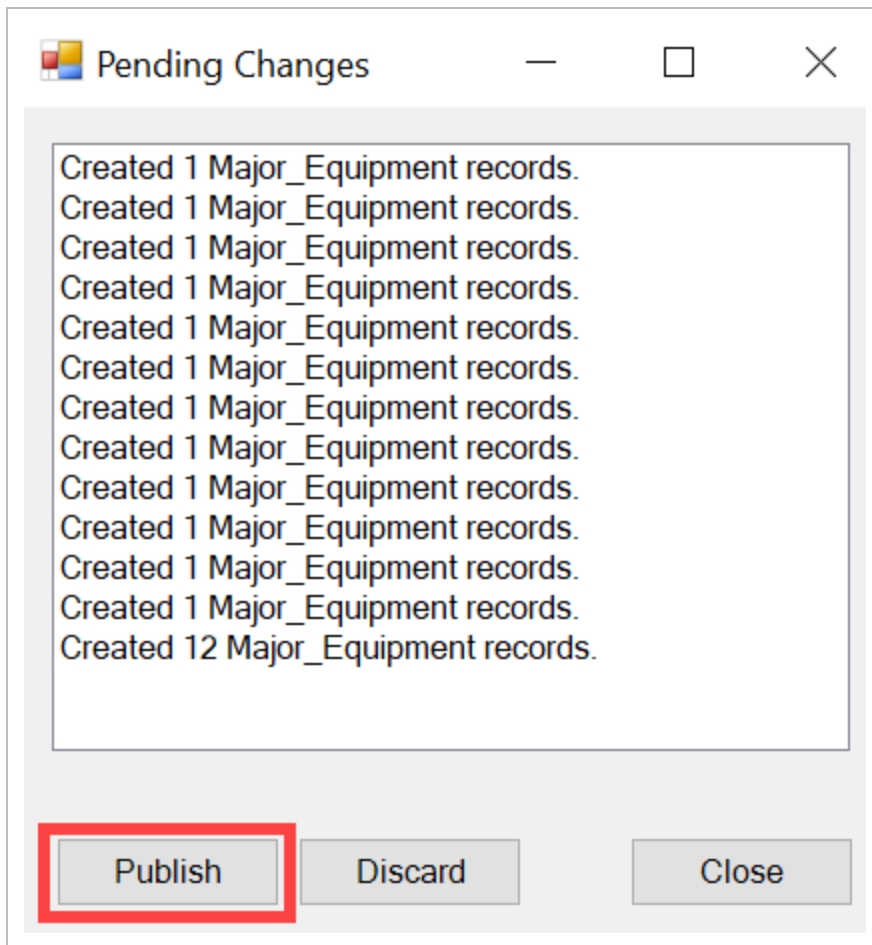 Pending Changes
Created 1 Major_Equipment records.
Created 1 Major_Equipment records.
Created 1 Major_Equipment records.
Created 1 Major_Equipment records.
Created 1 Major_Equipment records.
Created 1 Major_Equipment records.
Created 1 Major_Equipment records.
Created 1 Major_Equipment records.
Created 1 Major_Equipment records.
Created 1 Major_Equipment records.
Created 1 Major_Equipment records.
Created 1 Major_Equipment records.
Created 12 Major_Equipment records.
Publish Discard Close